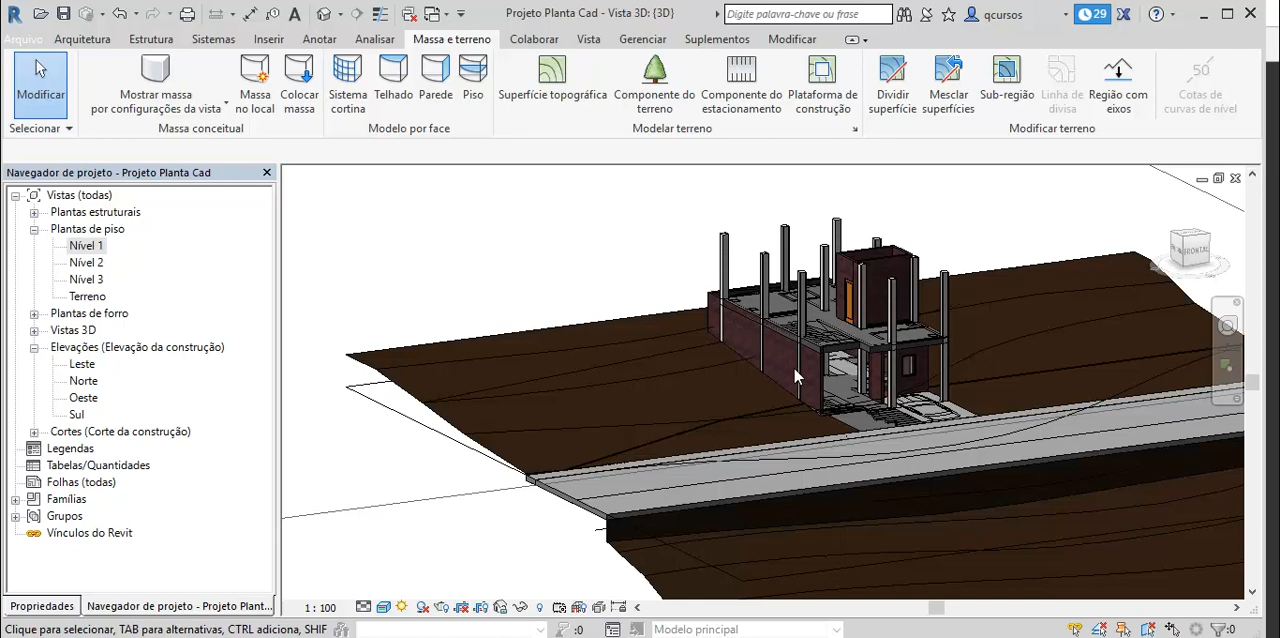 Projeto Planta Cad - Vista 3D: {3D}
Digite palavra-chave ou frase
qcursos
29
Arquivo
Arquitetura
Estrutura
Sistemas
Inserir
Anotar
Analisar
Massa e terreno
Colaborar
Vista
Gerenciar
Suplementos
Modificar
Modificar
Selecionar
Mostrar massa
por configurações da vista
Massa
no local
Colocar
massa
Massa conceitual
Sistema
cortina
Telhado
Parede
Piso
Modelo por face
Superfície topográfica
Componente do
terreno
Componente do
estacionamento
Plataforma de
construção
Modelar terreno
Dividir
superfície
Mesclar
superfícies
Sub-região
Linha de
divisa
Região com
eixos
Modificar terreno
50
Cotas de
curvas de nível
Navegador de projeto - Projeto Planta Cad
Vistas (todas)
Plantas estruturais
Plantas de piso
Nível 1
Nível 2
Nível 3
Terreno
Plantas de forro
Vistas 3D
Elevações (Elevação da construção)
Leste
Norte
Oeste
Sul
Cortes (Corte da construção)
Legendas
Tabelas/Quantidades
Folhas (todas)
Famílias
Grupos
Vínculos do Revit
FRONTAL
Propriedades
Navegador de projeto - Projeto Plant...
1 : 100
Clique para selecionar, TAB para alternativas, CTRL adiciona, SHIF
:0
Modelo principal
:0